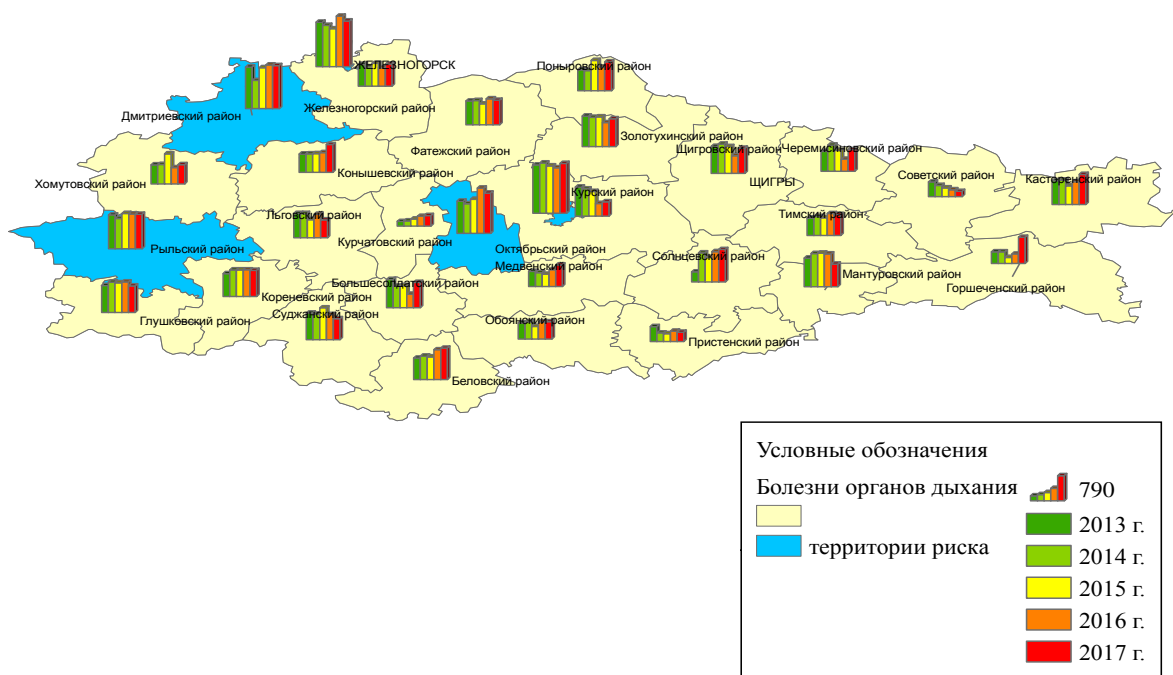 ЖЕЛЕЗНОГОРСК
Поныровский район
Дмитриевский район
Железногорский район
Фатежский район
Золотухинский район
Щигровский район
Черемисиновский район
Хомутовский район
Конышевский район
ЩИГРЫ
Советский район
Касторенский район
Курский район
Льговский район
Тимский район
Рыльский район
Курчатовский район
Октябрьский район
Солнцевский район
Медвенский район
Мантуровский район
Горшеченский район
Большесолдатский район
Кореневский район
Глушковский район
Суджанский район
Обоянский район
Пристенский район
Беловский район
Условные обозначения
Болезни органов дыхания
790
2013 г.
территории риска
2014 г.
2015 г.
2016 г.
2017 г.